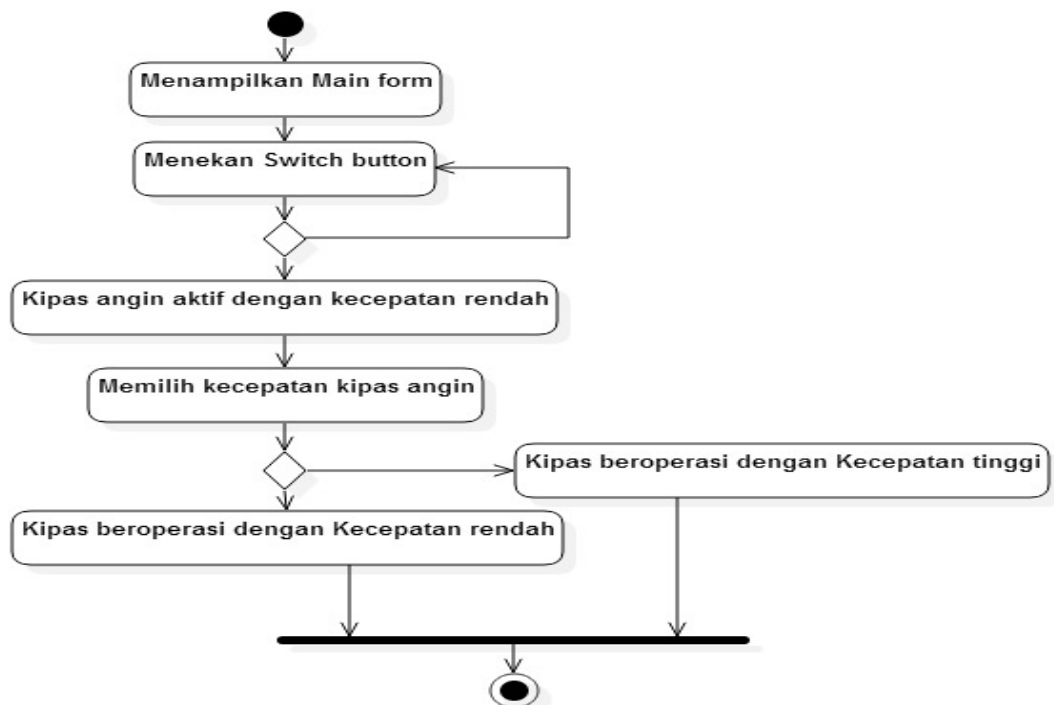 Menampilkan Main form
Menekan Switch button
Kipas angin aktif dengan kecepatan rendah
Memilih kecepatan kipas angin
Kipas beroperasi dengan Kecepatan tinggi
Kipas beroperasi dengan Kecepatan rendah